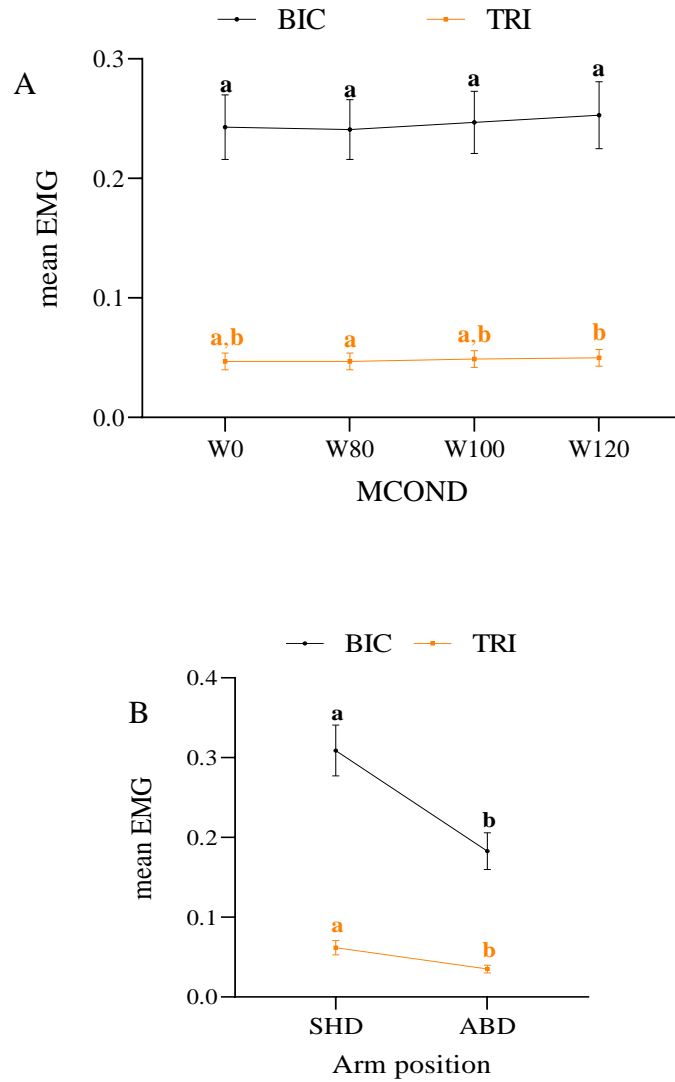 BIC TRI
A
0.3
a a a a
0.2
mean EMG
0.1
a,b a a,b b
0.0
W0 W80 W100 W120
MCOND
BIC TRI
0.4
B
a
0.3
mean EMG
b
0.2
0.1
a b
0.0
SHD ABD
Arm position